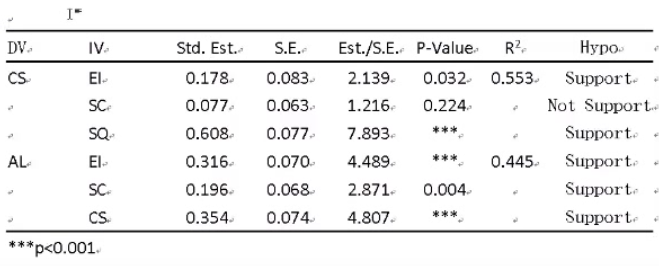 I
DV IV Std. Est. S.E. Est./S.E. P-Value R² Hypo
CS EI 0.178 0.083 2.139 0.032 0.553 Support
SC 0.077 0.063 1.216 0.224 Not Support
SQ 0.608 0.077 7.893 *** Support
AL EI 0.316 0.070 4.489 *** 0.445 Support
SC 0.196 0.068 2.871 0.004 Support
CS 0.354 0.074 4.807 *** Support
***p<0.001